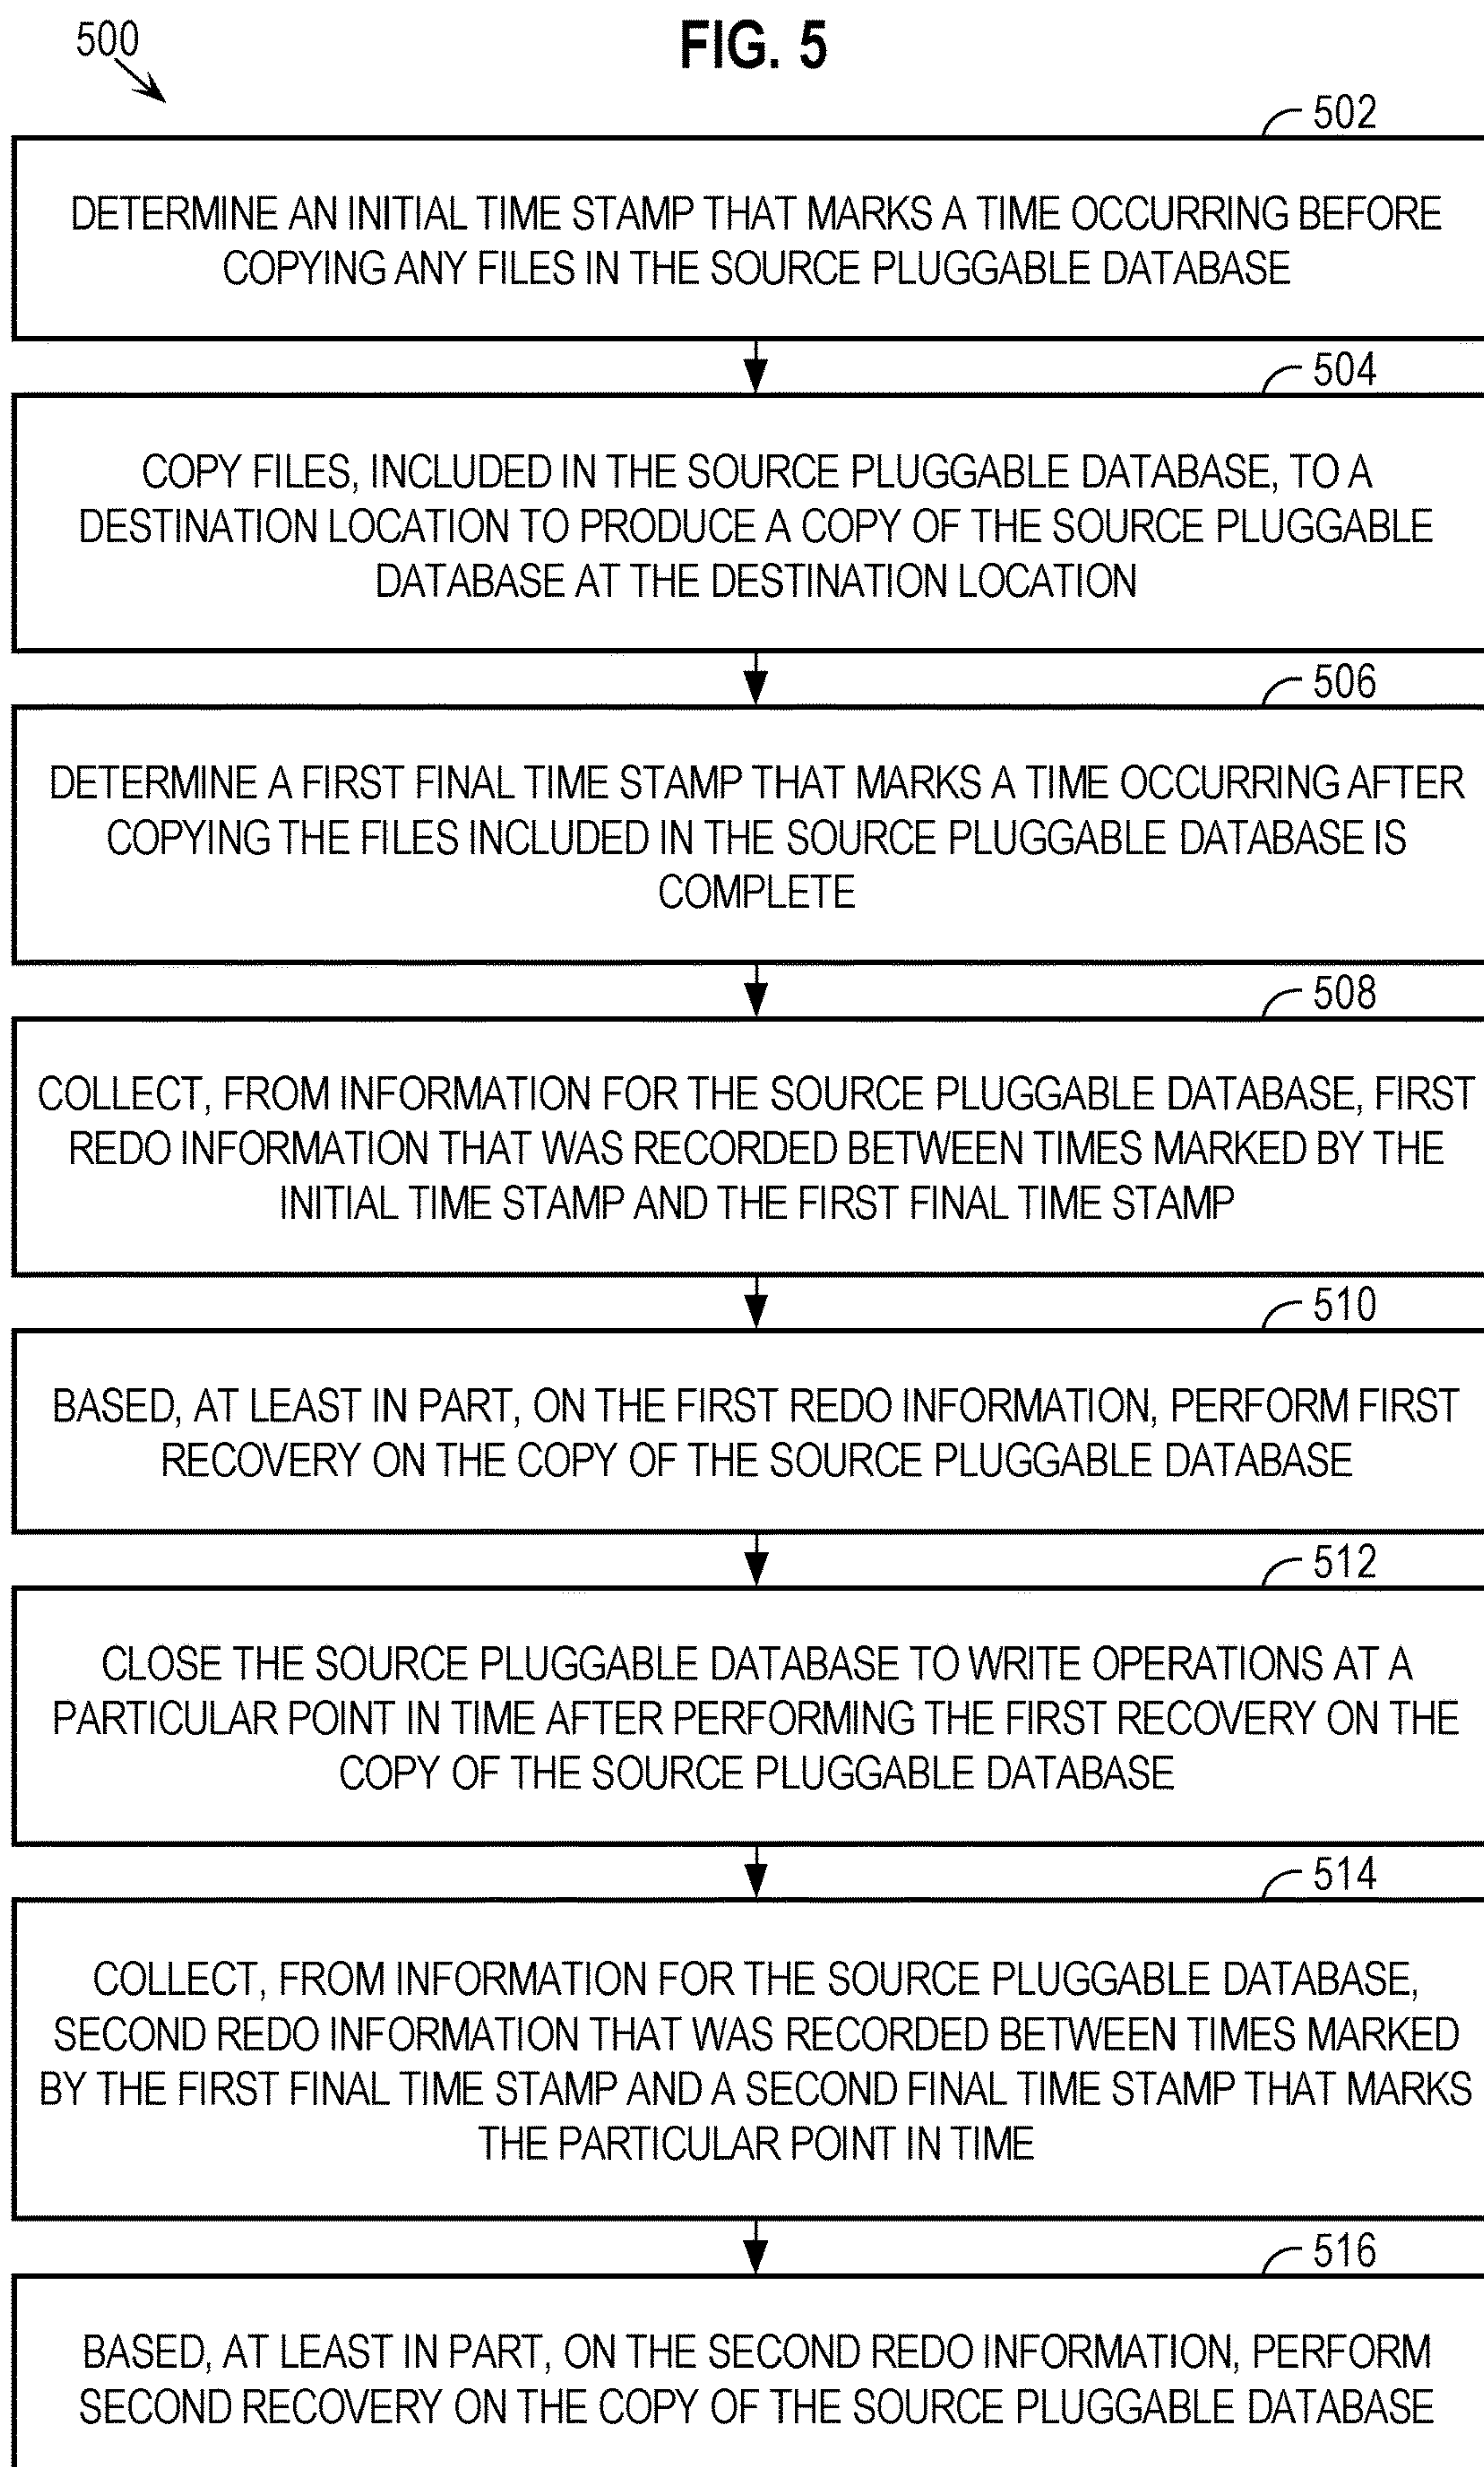 500
FIG. 5
502
DETERMINE AN INITIAL TIME STAMP THAT MARKS A TIME OCCURRING BEFORE
COPYING ANY FILES IN THE SOURCE PLUGGABLE DATABASE
504
COPY FILES, INCLUDED IN THE SOURCE PLUGGABLE DATABASE, TO A
DESTINATION LOCATION TO PRODUCE A COPY OF THE SOURCE PLUGGABLE
DATABASE AT THE DESTINATION LOCATION
506
DETERMINE A FIRST FINAL TIME STAMP THAT MARKS A TIME OCCURRING AFTER
COPYING THE FILES INCLUDED IN THE SOURCE PLUGGABLE DATABASE IS
COMPLETE
508
COLLECT, FROM INFORMATION FOR THE SOURCE PLUGGABLE DATABASE, FIRST
REDO INFORMATION THAT WAS RECORDED BETWEEN TIMES MARKED BY THE
INITIAL TIME STAMP AND THE FIRST FINAL TIME STAMP
510
BASED, AT LEAST IN PART, ON THE FIRST REDO INFORMATION, PERFORM FIRST
RECOVERY ON THE COPY OF THE SOURCE PLUGGABLE DATABASE
512
CLOSE THE SOURCE PLUGGABLE DATABASE TO WRITE OPERATIONS AT A
PARTICULAR POINT IN TIME AFTER PERFORMING THE FIRST RECOVERY ON THE
COPY OF THE SOURCE PLUGGABLE DATABASE
514
COLLECT, FROM INFORMATION FOR THE SOURCE PLUGGABLE DATABASE,
SECOND REDO INFORMATION THAT WAS RECORDED BETWEEN TIMES MARKED
BY THE FIRST FINAL TIME STAMP AND A SECOND FINAL TIME STAMP THAT MARKS
THE PARTICULAR POINT IN TIME
516
BASED, AT LEAST IN PART, ON THE SECOND REDO INFORMATION, PERFORM
SECOND RECOVERY ON THE COPY OF THE SOURCE PLUGGABLE DATABASE